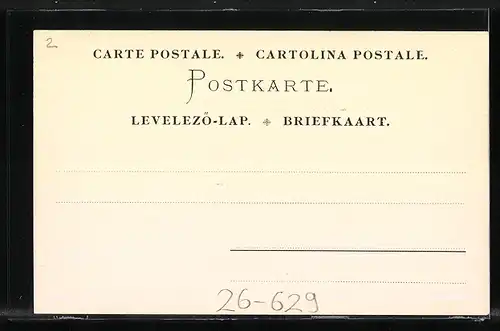 2.
CARTE POSTALE. + CARTOLINA POSTALE.
POSTKARTE.
LEVELEZŐ-LAP. + BRIEFKAART.
26-629